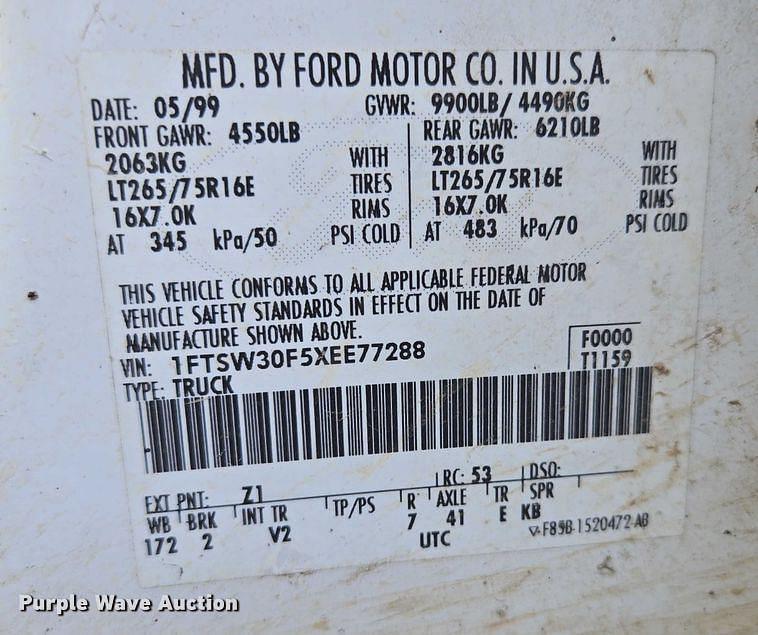 MFD. BY FORD MOTOR CO. IN U.S.A.
DATE: 05/99 GVWR: 9900LB/ 4490KG
FRONT GAWR: 4550LB REAR GAWR: 6210LB
2063KG WITH 2816KG WITH
LT265/75R16E TIRES LT265/75R16E TIRES
16X7.0K RIMS 16X7.0K RIMS
AT 345 kPa/50 PSI COLD AT 483 kPa/70 PSI COLD
THIS VEHICLE CONFORMS TO ALL APPLICABLE FEDERAL MOTOR
VEHICLE SAFETY STANDARDS IN EFFECT ON THE DATE OF
MANUFACTURE SHOWN ABOVE.
VIN: 1FTSW30F5XEE77288 F0000
TYPE: TRUCK T1159
EXT PNT: Z1 RC: 53 DSO:
WB BRK INT TR TP/PS R AXLE TR SPR
172 2 V2 7 41 E KB
UTC F85B-1520472-AB
Purple Wave Auction